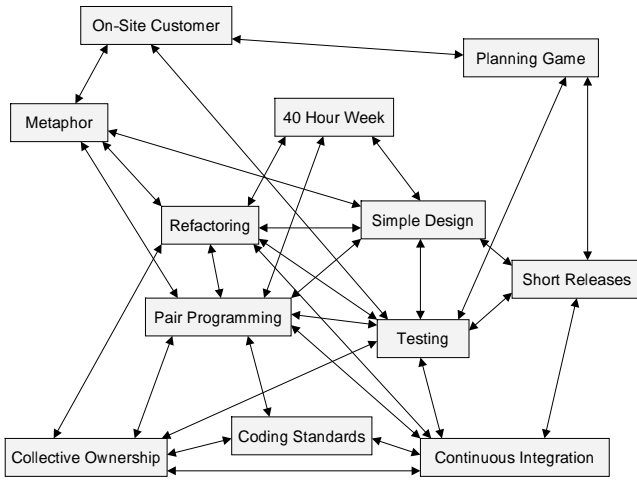 On-Site Customer
Planning Game
Metaphor
40 Hour Week
Refactoring
Simple Design
Short Releases
Pair Programming
Testing
Coding Standards
Collective Ownership
Continuous Integration